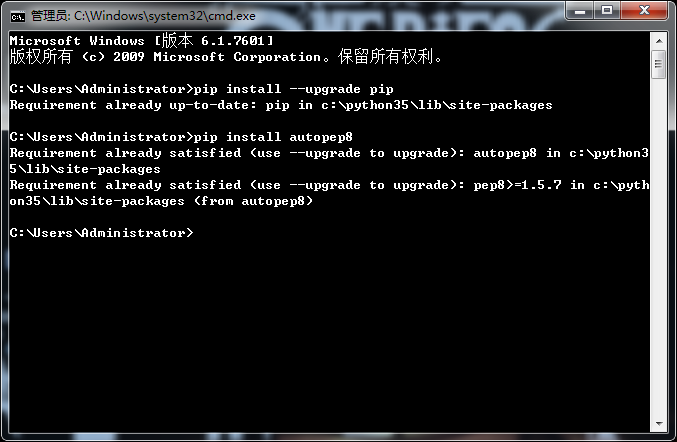 管理员: C:\Windows\system32\cmd.exe
Microsoft Windows [版本 6.1.7601]
版权所有 (c) 2009 Microsoft Corporation。保留所有权利。
C:\Users\Administrator>pip install --upgrade pip
Requirement already up-to-date: pip in c:\python35\lib\site-packages
C:\Users\Administrator>pip install autopep8
Requirement already satisfied (use --upgrade to upgrade): autopep8 in c:\python3
5\lib\site-packages
Requirement already satisfied (use --upgrade to upgrade): pep8>=1.5.7 in c:\pyth
on35\lib\site-packages (from autopep8)
C:\Users\Administrator>